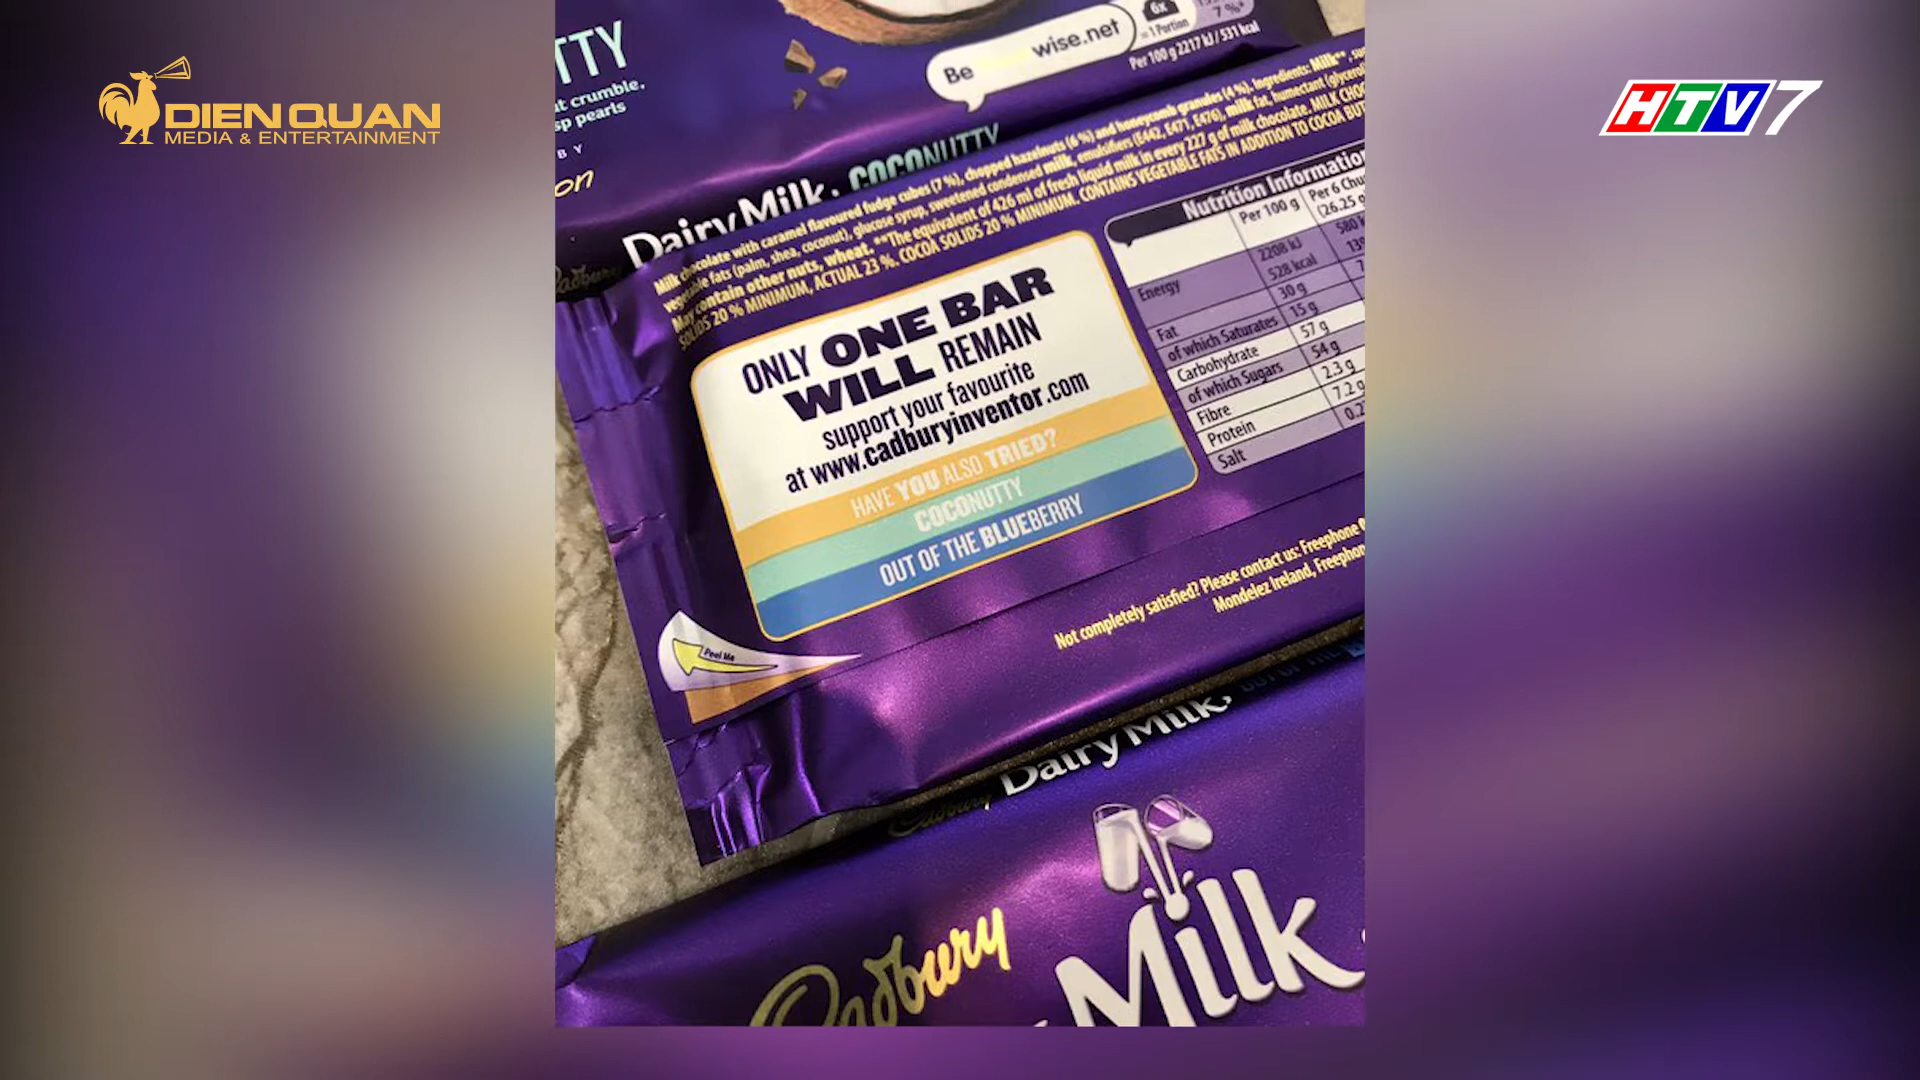 DIEN QUAN
MEDIA & ENTERTAINMENT
HTV7
TTY
t crumble,
sp pearls
BY
on
Be wise.net
6x
= 1 Portion
7 %*
Per 100 g 2217 kJ / 531 kcal
Cadbury Dairy Milk. COCONUTTY
Milk chocolate with caramel flavoured fudge cubes (7 %), chopped hazelnuts (6 %) and honeycomb granules (4 %). Ingredients: Milk**, su
vegetable fats (palm, shea, coconut), glucose syrup, sweetened condensed milk, emulsifiers (E442, E471, E476), milk fat, humectant (glycerol
May contain other nuts, wheat. **The equivalent of 426 ml of fresh liquid milk in every 227 g of milk chocolate. MILK CHOC
SOLIDS 20 % MINIMUM, ACTUAL 23 %. COCOA SOLIDS 20 % MINIMUM. CONTAINS VEGETABLE FATS IN ADDITION TO COCOA BUT
ONLY ONE BAR
WILL REMAIN
support your favourite
at www.cadburyinventor.com
HAVE YOU ALSO TRIED?
COCONUTTY
OUT OF THE BLUEBERRY
Nutrition Information
Per 100 g Per 6 Chu
(26.25 g
Energy 2208 kJ 580 k
528 kcal 13
Fat 30 g 7
of which Saturates 15 g
Carbohydrate 57 g
of which Sugars 54 g
Fibre 2.3 g
Protein 7.2 g
Salt 0.2
Not completely satisfied? Please contact us: Freephone
Mondelez Ireland, Freephon
Peel Me
Cadbury Dairy Milk.
Cadbury
Milk